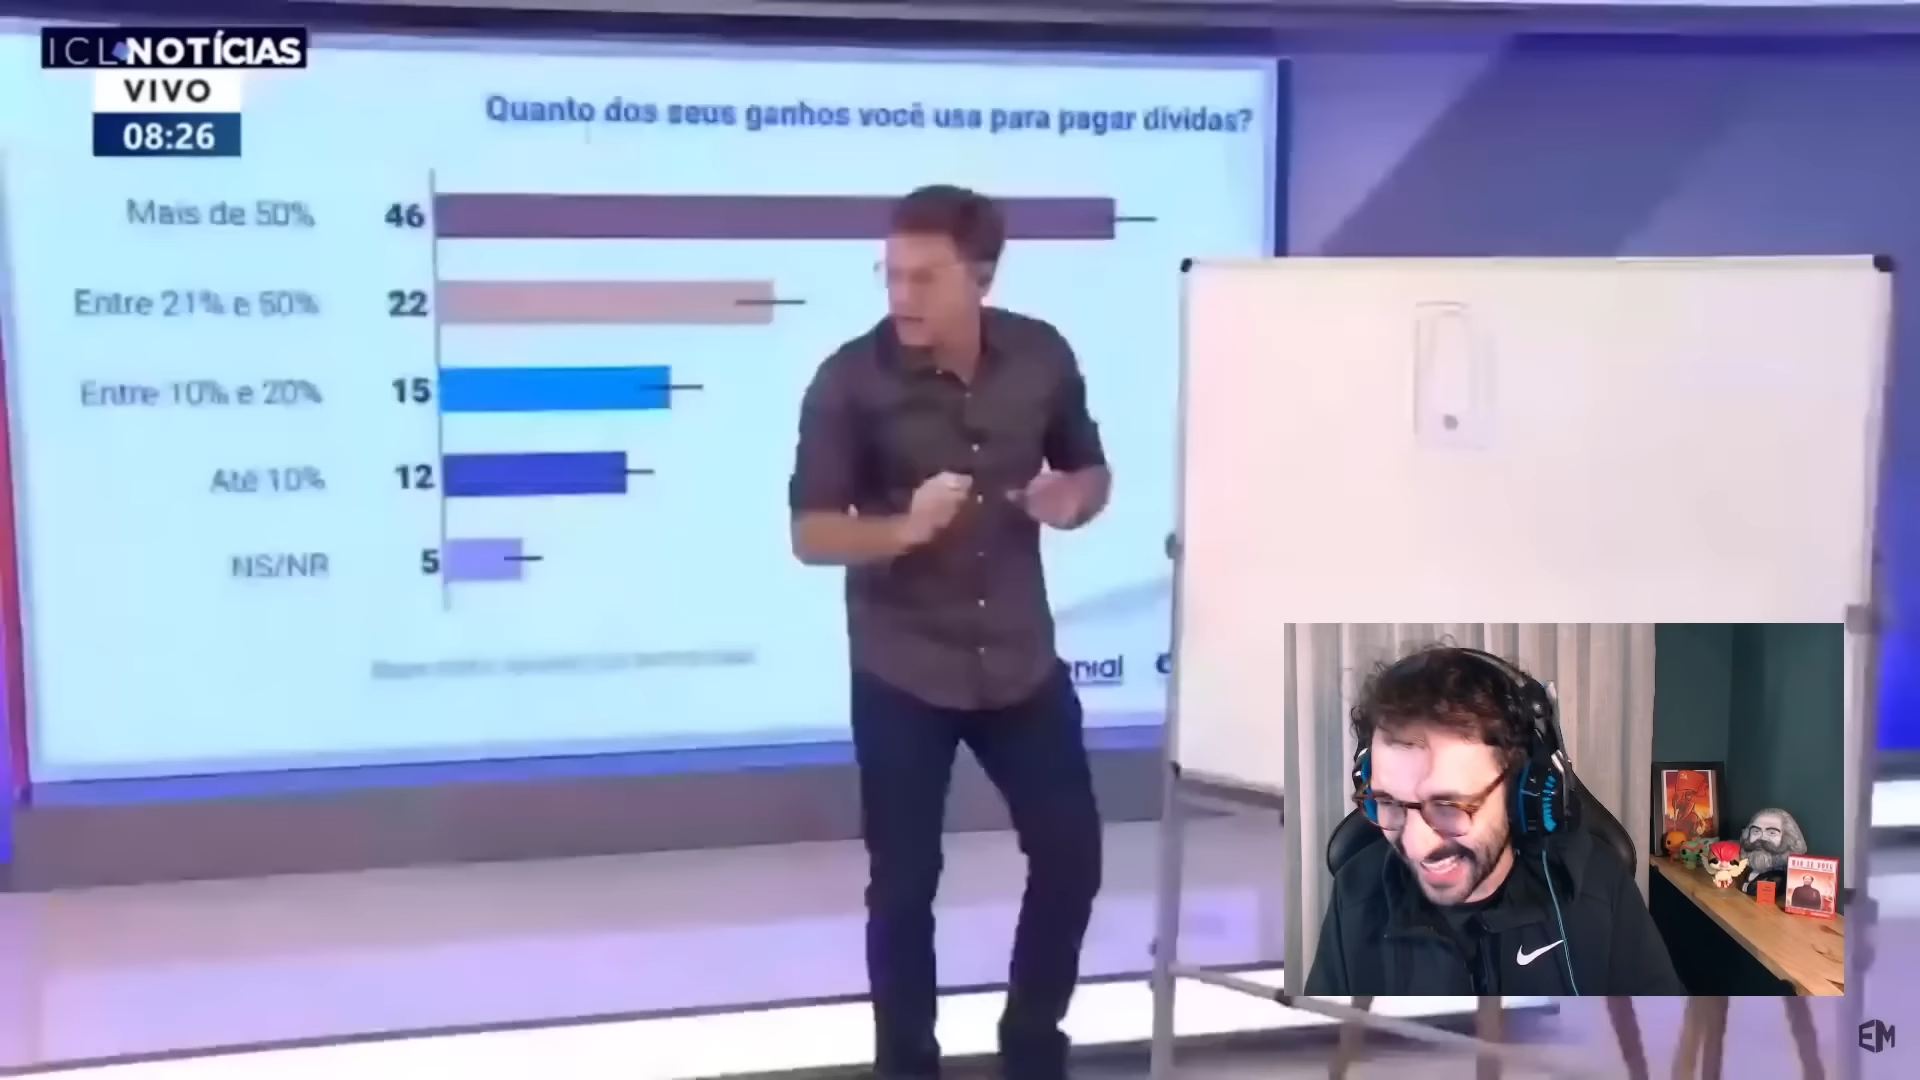 ICL NOTÍCIAS
VIVO
08:26
Quanto dos seus ganhos você usa para pagar dívidas?
Mais de 50% 46
Entre 21% e 50% 22
Entre 10% e 20% 15
Até 10% 12
NS/NR 5
nial
EM